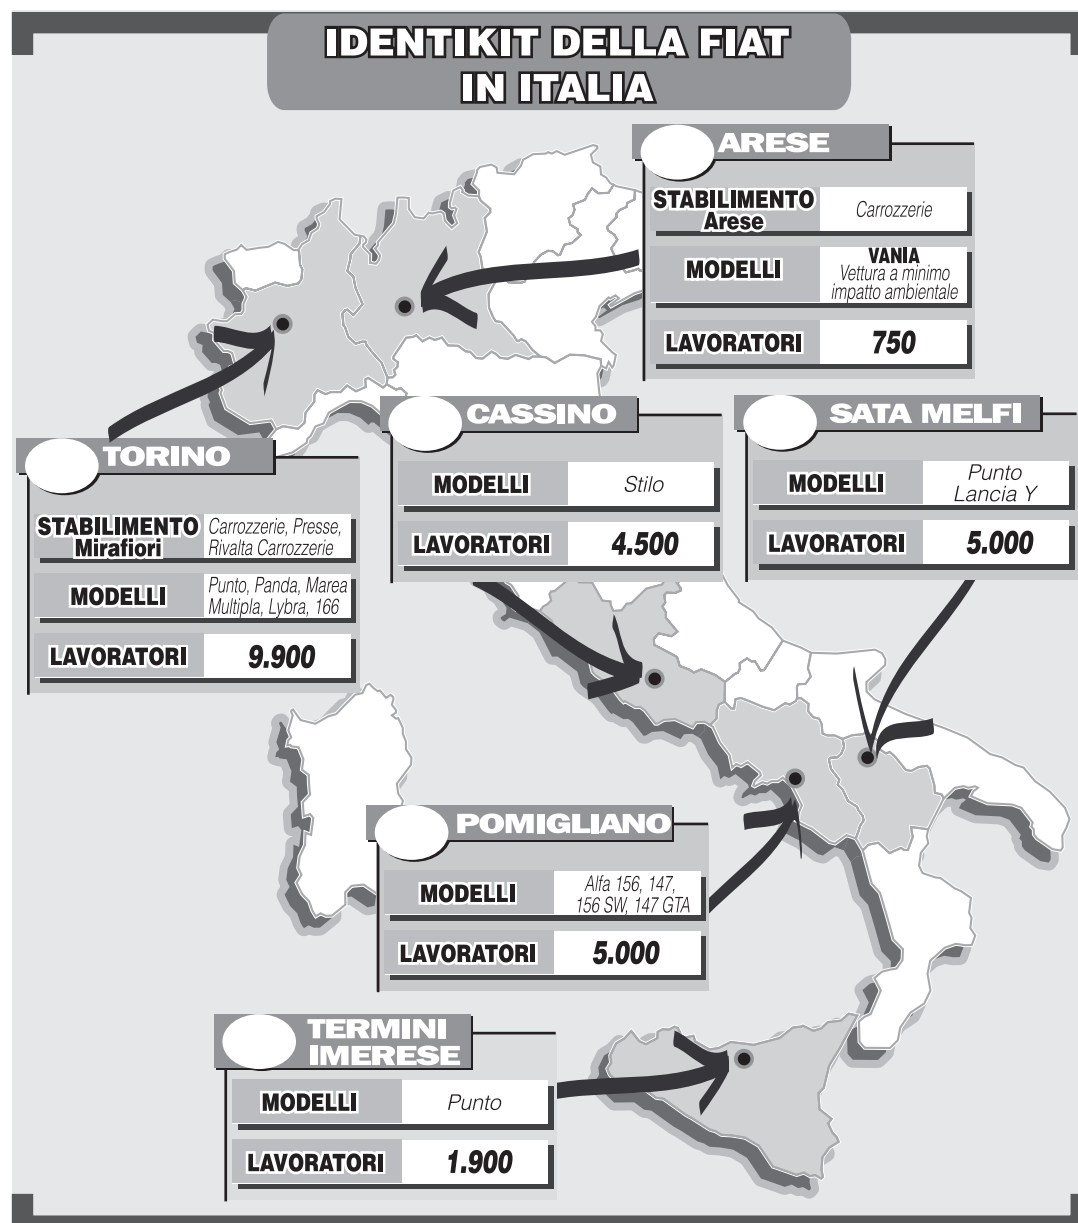 IDENTIKIT DELLA FIAT
IN ITALIA
ARESE
STABILIMENTO
Arese
Carrozzerie
MODELLI
VANIA
Vettura a minimo
impatto ambientale
LAVORATORI
750
CASSINO
MODELLI
Stilo
LAVORATORI
4.500
SATA MELFI
MODELLI
Punto
Lancia Y
LAVORATORI
5.000
TORINO
STABILIMENTO
Mirafiori
Carrozzerie, Presse,
Rivalta Carrozzerie
MODELLI
Punto, Panda, Marea
Multipla, Lybra, 166
LAVORATORI
9.900
POMIGLIANO
MODELLI
Alfa 156, 147,
156 SW, 147 GTA
LAVORATORI
5.000
TERMINI
IMERESE
MODELLI
Punto
LAVORATORI
1.900